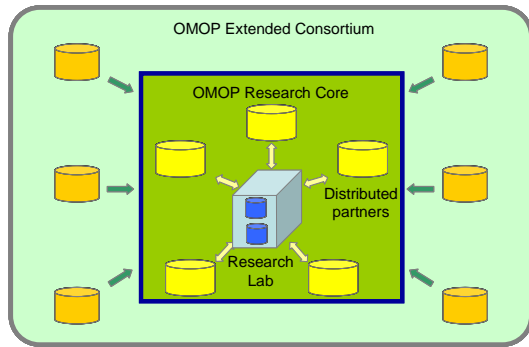 OMOP Extended Consortium
OMOP Research Core
Distributed
partners
Research
Lab